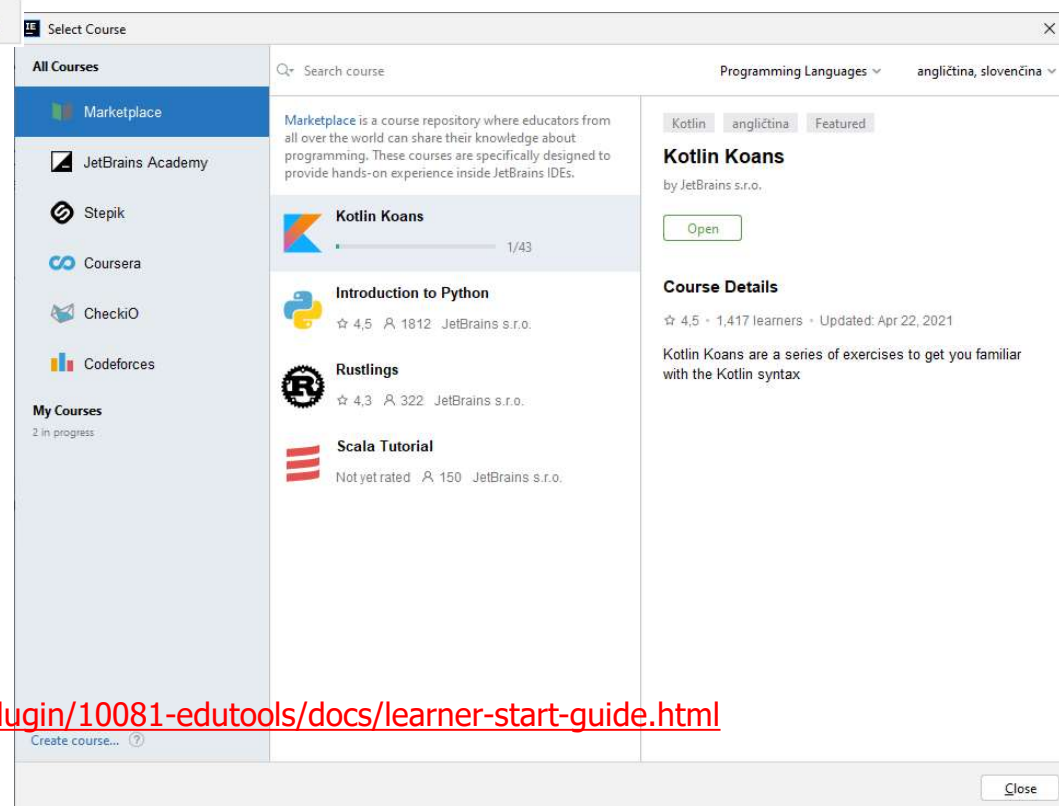 IE Select Course
All Courses
Marketplace
JetBrains Academy
Stepik
Coursera
CheckiO
Codeforces
My Courses
2 in progress
Create course... ?
Search course
Programming Languages
angličtina, slovenčina
Marketplace is a course repository where educators from
all over the world can share their knowledge about
programming. These courses are specifically designed to
provide hands-on experience inside JetBrains IDEs.
Kotlin Koans
1/43
Introduction to Python
4,5 1812 JetBrains s.r.o.
Rustlings
4,3 322 JetBrains s.r.o.
Scala Tutorial
Not yet rated 150 JetBrains s.r.o.
Kotlin angličtina Featured
Kotlin Koans
by JetBrains s.r.o.
Open
Course Details
4,5 • 1,417 learners • Updated: Apr 22, 2021
Kotlin Koans are a series of exercises to get you familiar
with the Kotlin syntax
lugin/10081-edutools/docs/learner-start-guide.html
Close